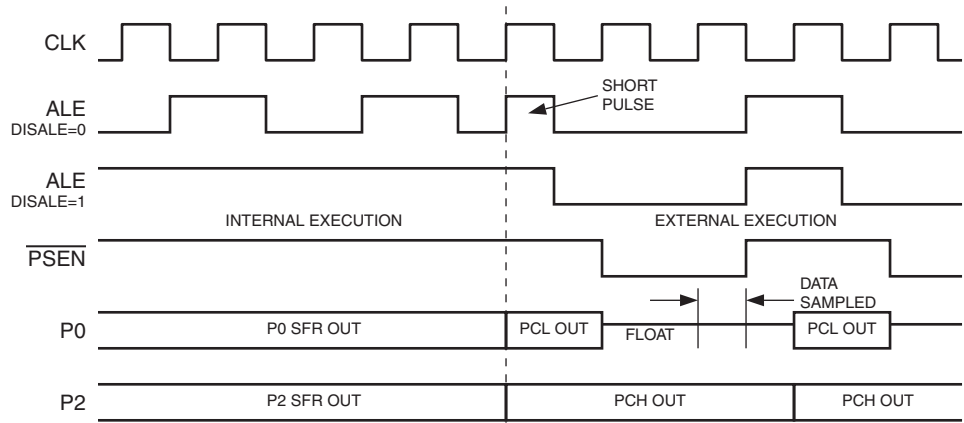 CLK
ALE
DISALE=0
SHORT
PULSE
ALE
DISALE=1
INTERNAL EXECUTION
EXTERNAL EXECUTION
PSEN
DATA
SAMPLED
P0
P0 SFR OUT
PCL OUT
FLOAT
PCL OUT
P2
P2 SFR OUT
PCH OUT
PCH OUT